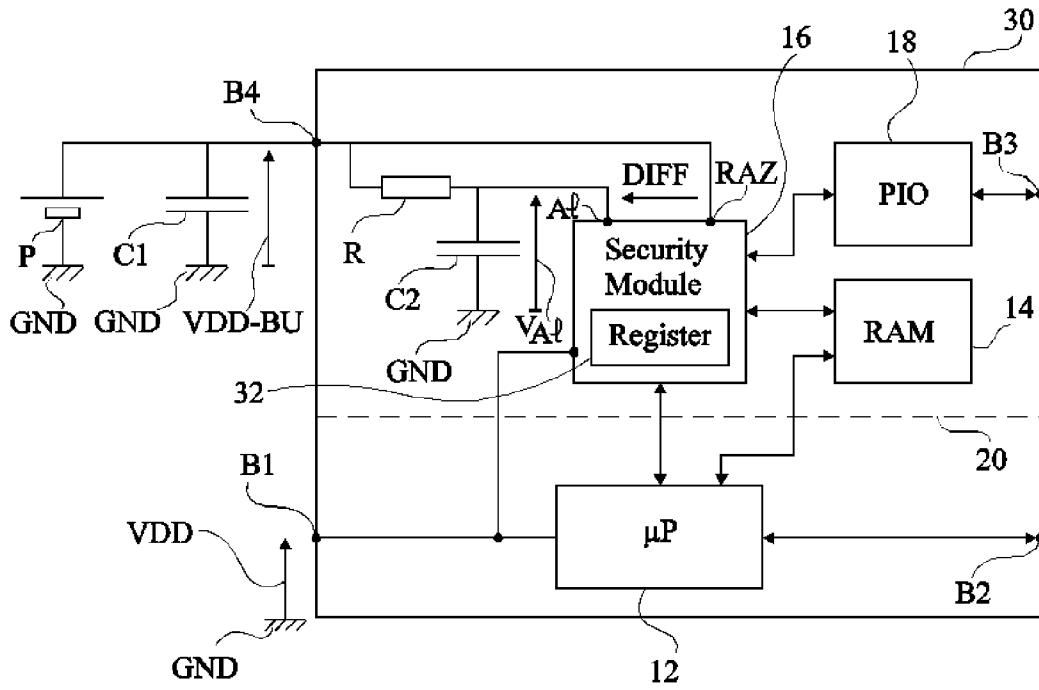 30
16
18
B4
B3
DIFF
RAZ
PIO
Aℓ
P
C1
R
Security
Module
C2
14
GND
GND
VDD-BU
VAℓ
Register
RAM
GND
32
20
B1
VDD
μP
B2
GND
12